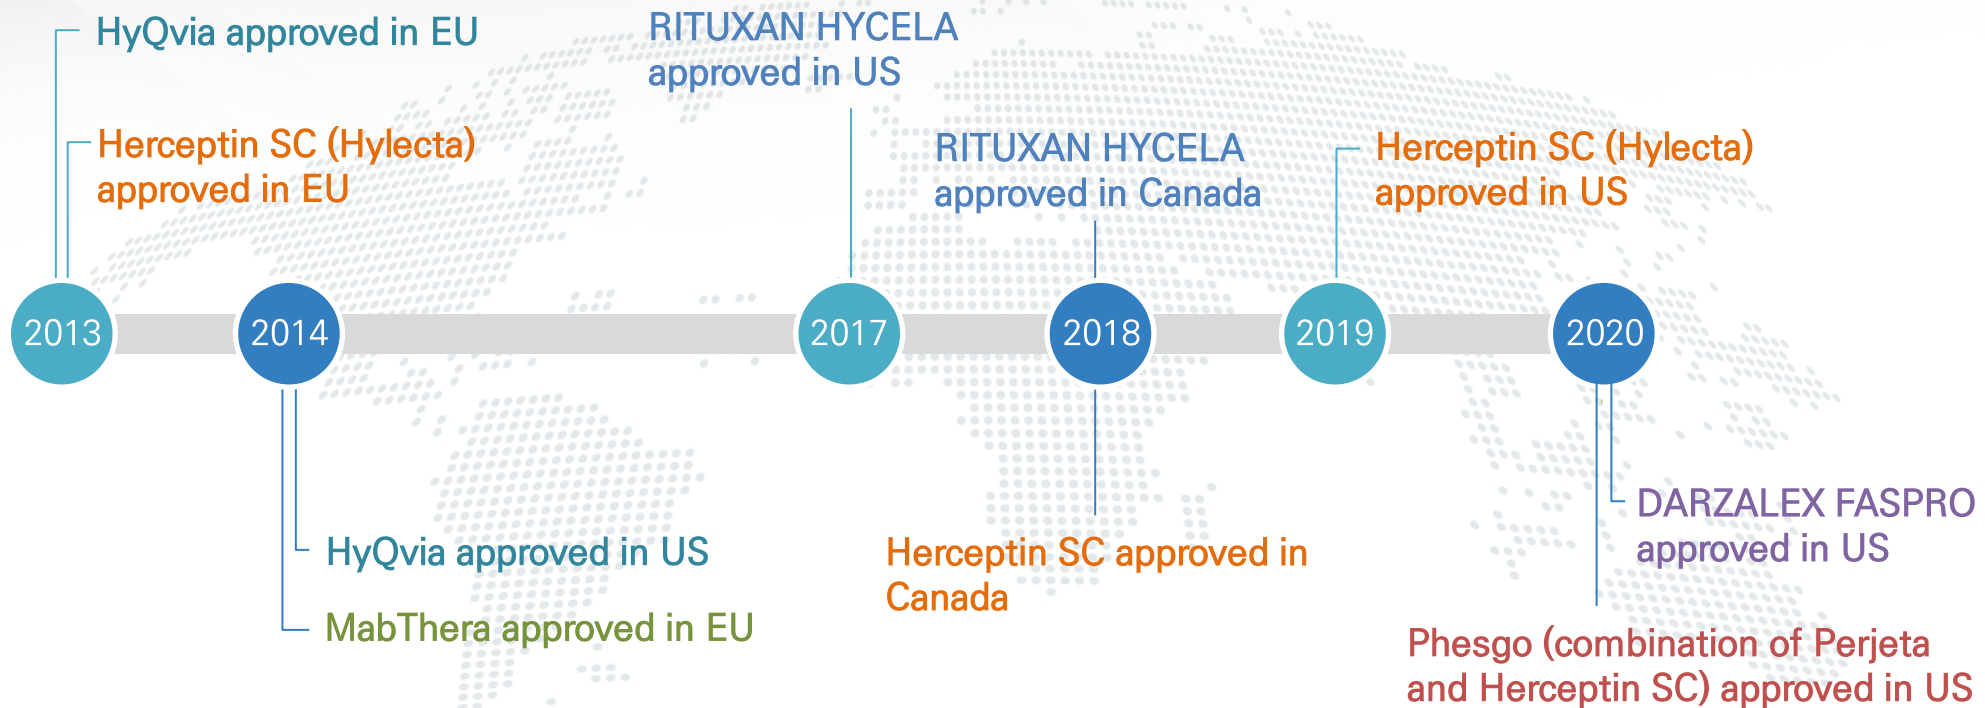 HyQvia approved in EU
Herceptin SC (Hylecta)
approved in EU
RITUXAN HYCELA
approved in US
RITUXAN HYCELA
approved in Canada
Herceptin SC (Hylecta)
approved in US
2013
2014
2017
2018
2019
2020
HyQvia approved in US
MabThera approved in EU
Herceptin SC approved in
Canada
DARZALEX FASPRO
approved in US
Phesgo (combination of Perjeta
and Herceptin SC) approved in US